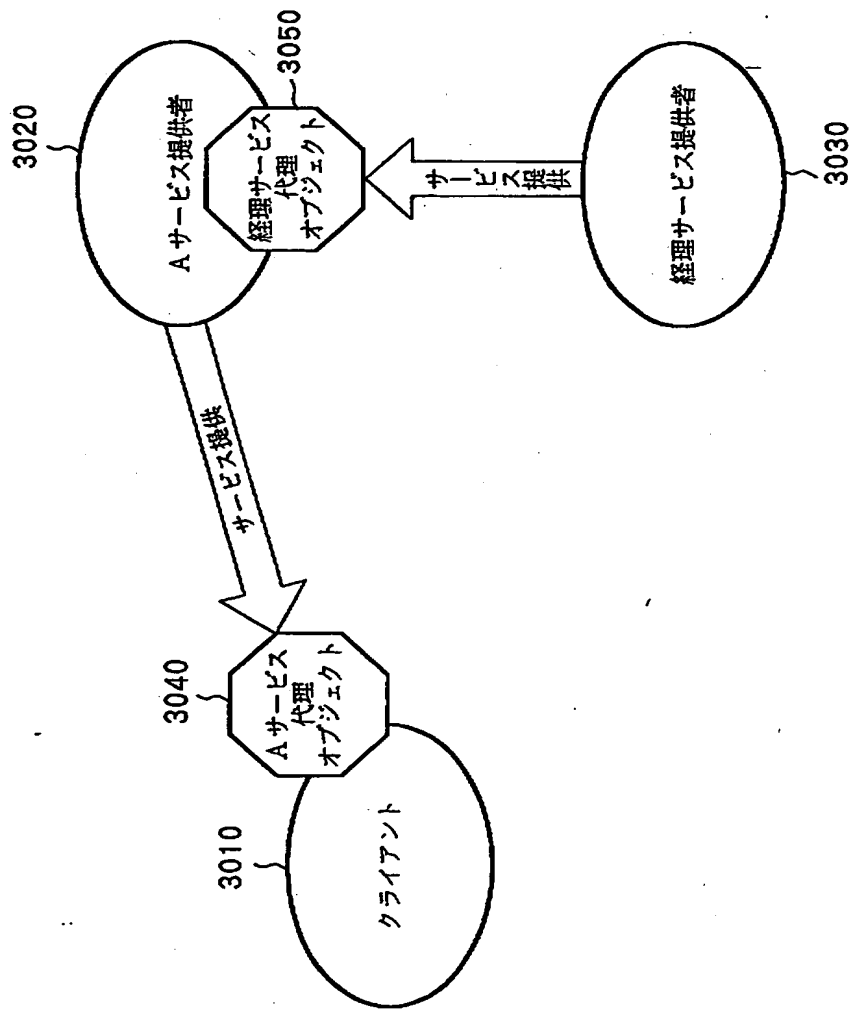 3010
クライアント
3040
Aサービス
代理
オブジェクト
サービス提供
3020
Aサービス提供者
経理サービス
代理
オブジェクト
3050
サービス提供
経理サービス提供者
3030